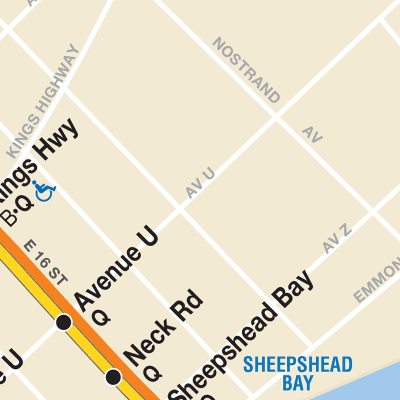 NOSTRAND
AV
KINGS HIGHWAY
Kings Hwy
B•Q
AV U
E 16 ST
Avenue U
Q
AV Z
EMMON
Neck Rd
Q
Sheepshead Bay
SHEEPSHEAD
BAY
e U